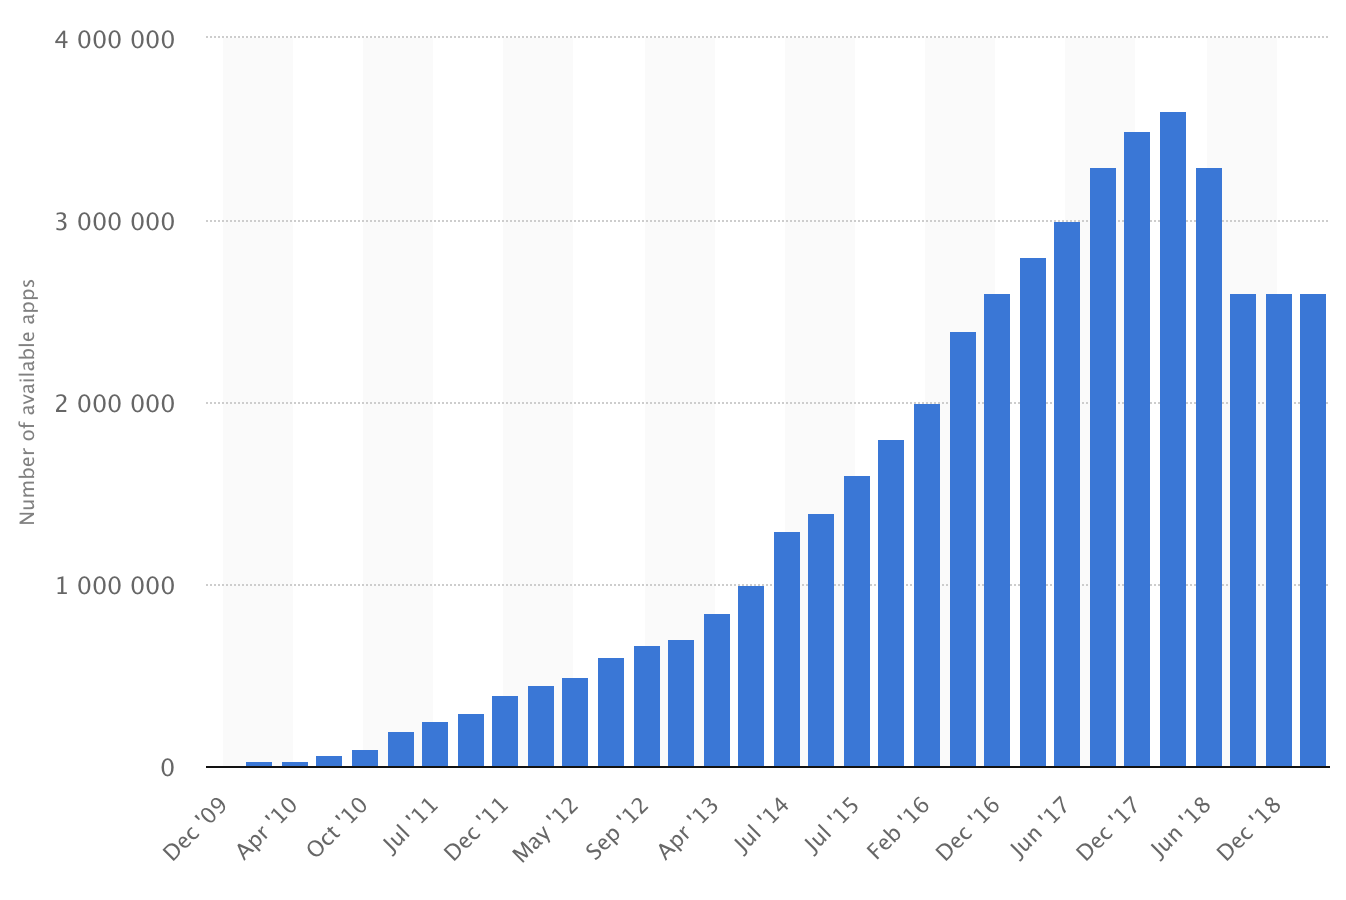 4 000 000
3 000 000
2 000 000
1 000 000
0
Number of available apps
Dec '09
Apr '10
Oct '10
Jul '11
Dec '11
May '12
Sep '12
Apr '13
Jul '14
Jul '15
Feb '16
Dec '16
Jun '17
Dec '17
Jun '18
Dec '18